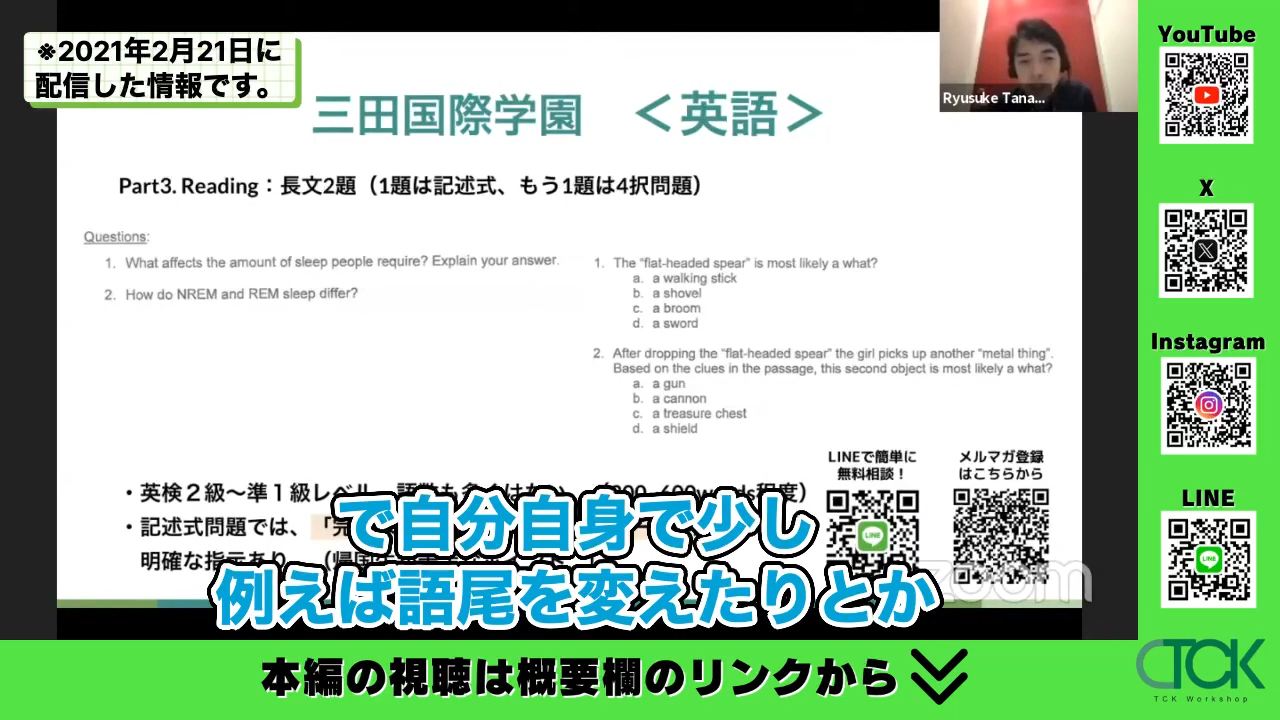 ※2021年2月21日に
配信した情報です。
Ryusuke Tana...
三田国際学園 ＜英語＞
Part3. Reading：長文2題（1題は記述式、もう1題は4択問題）
Questions:
1. What affects the amount of sleep people require? Explain your answer.
2. How do NREM and REM sleep differ?
1. The "flat-headed spear" is most likely a what?
a. a walking stick
b. a shovel
c. a broom
d. a sword
2. After dropping the "flat-headed spear" the girl picks up another "metal thing".
Based on the clues in the passage, this second object is most likely a what?
a. a gun
b. a cannon
c. a treasure chest
d. a shield
LINEで簡単に
無料相談！
メルマガ登録
はこちらから
・英検２級～準１級レベル
・記述式問題では、
明確な指示あり
zoom
で自分自身で少し
例えば語尾を変えたりとか
本編の視聴は概要欄のリンクから
YouTube
X
Instagram
LINE
LINE
LINE
TCK
TCK Workshop